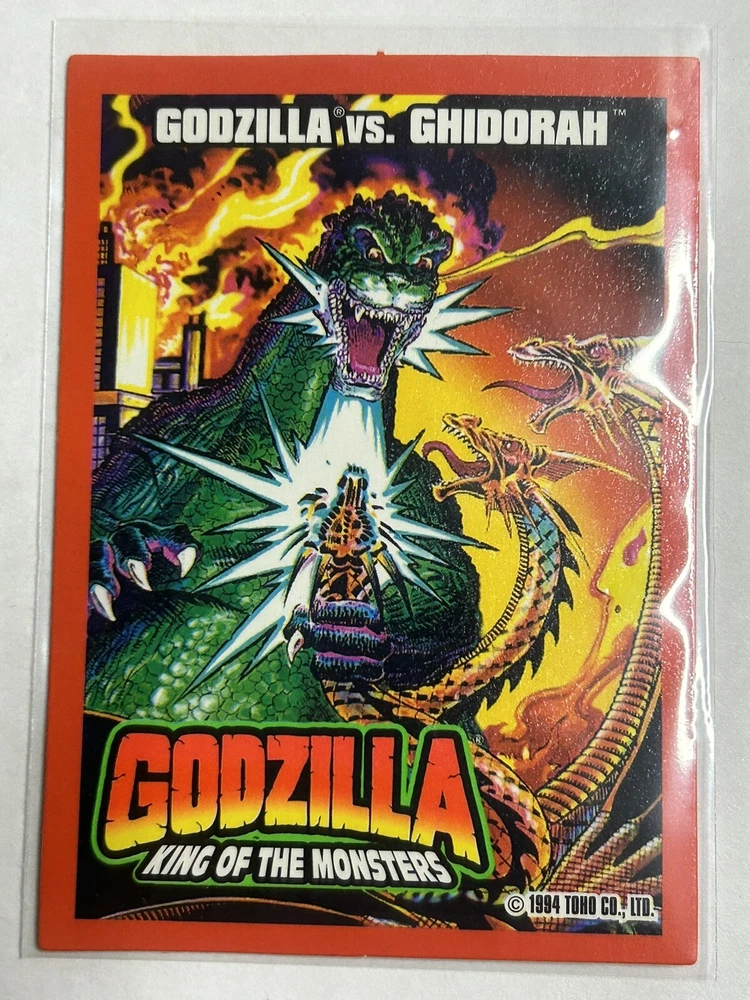 GODZILLA® vs. GHIDORAH™
GODZILLA®
KING OF THE MONSTERS
© 1994 TOHO CO., LTD.